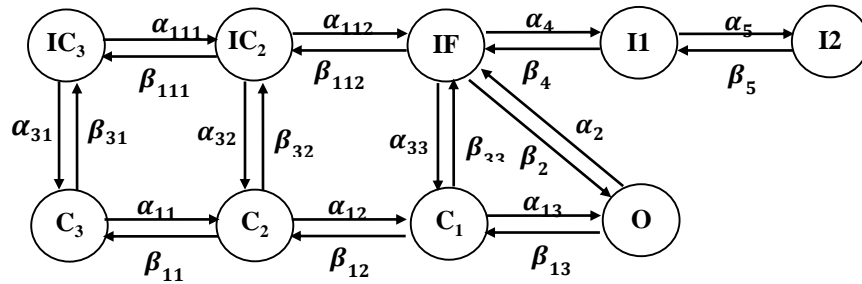 α₁₁₁ α₁₁₂ α₄ α₅
IC₃ IC₂ IF I1 I2
β₁₁₁ β₁₁₂ β₄ β₅
α₃₁ β₃₁ α₃₂ β₃₂ α₃₃ β₃₃ β₂ α₂
α₁₁ α₁₂ α₁₃
C₃ C₂ C₁ O
β₁₁ β₁₂ β₁₃